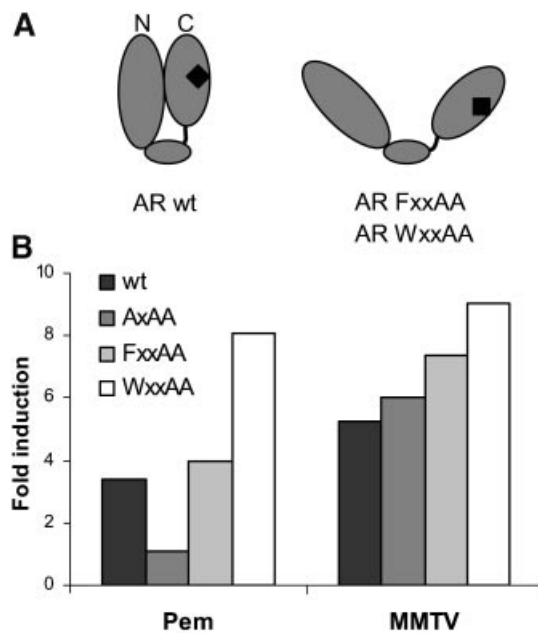 A
N C
AR wt
AR FxxAA
AR WxxAA
B
10
8
6
4
2
0
Fold induction
wt
AxAA
FxxAA
WxxAA
Pem MMTV